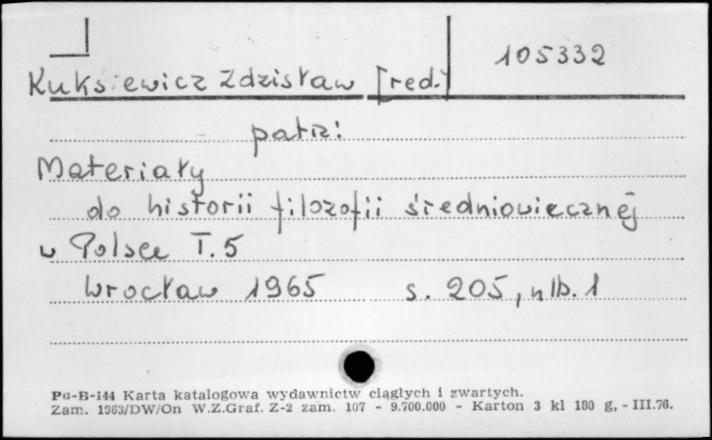 105332
Kuksiewicz Zdzisław [red.]
patrz:
Materiały
do historii filozofii średniowiecznej
w Polsce T. 5
Wrocław 1965 s. 205, nlb. 1
Pu-B-144 Karta katalogowa wydawnictw ciągłych i zwartych.
Zam. 1363/DW/On W.Z.Graf. Z-2 zam. 107 - 9.700.000 - Karton 3 kl 180 g, - III.76.